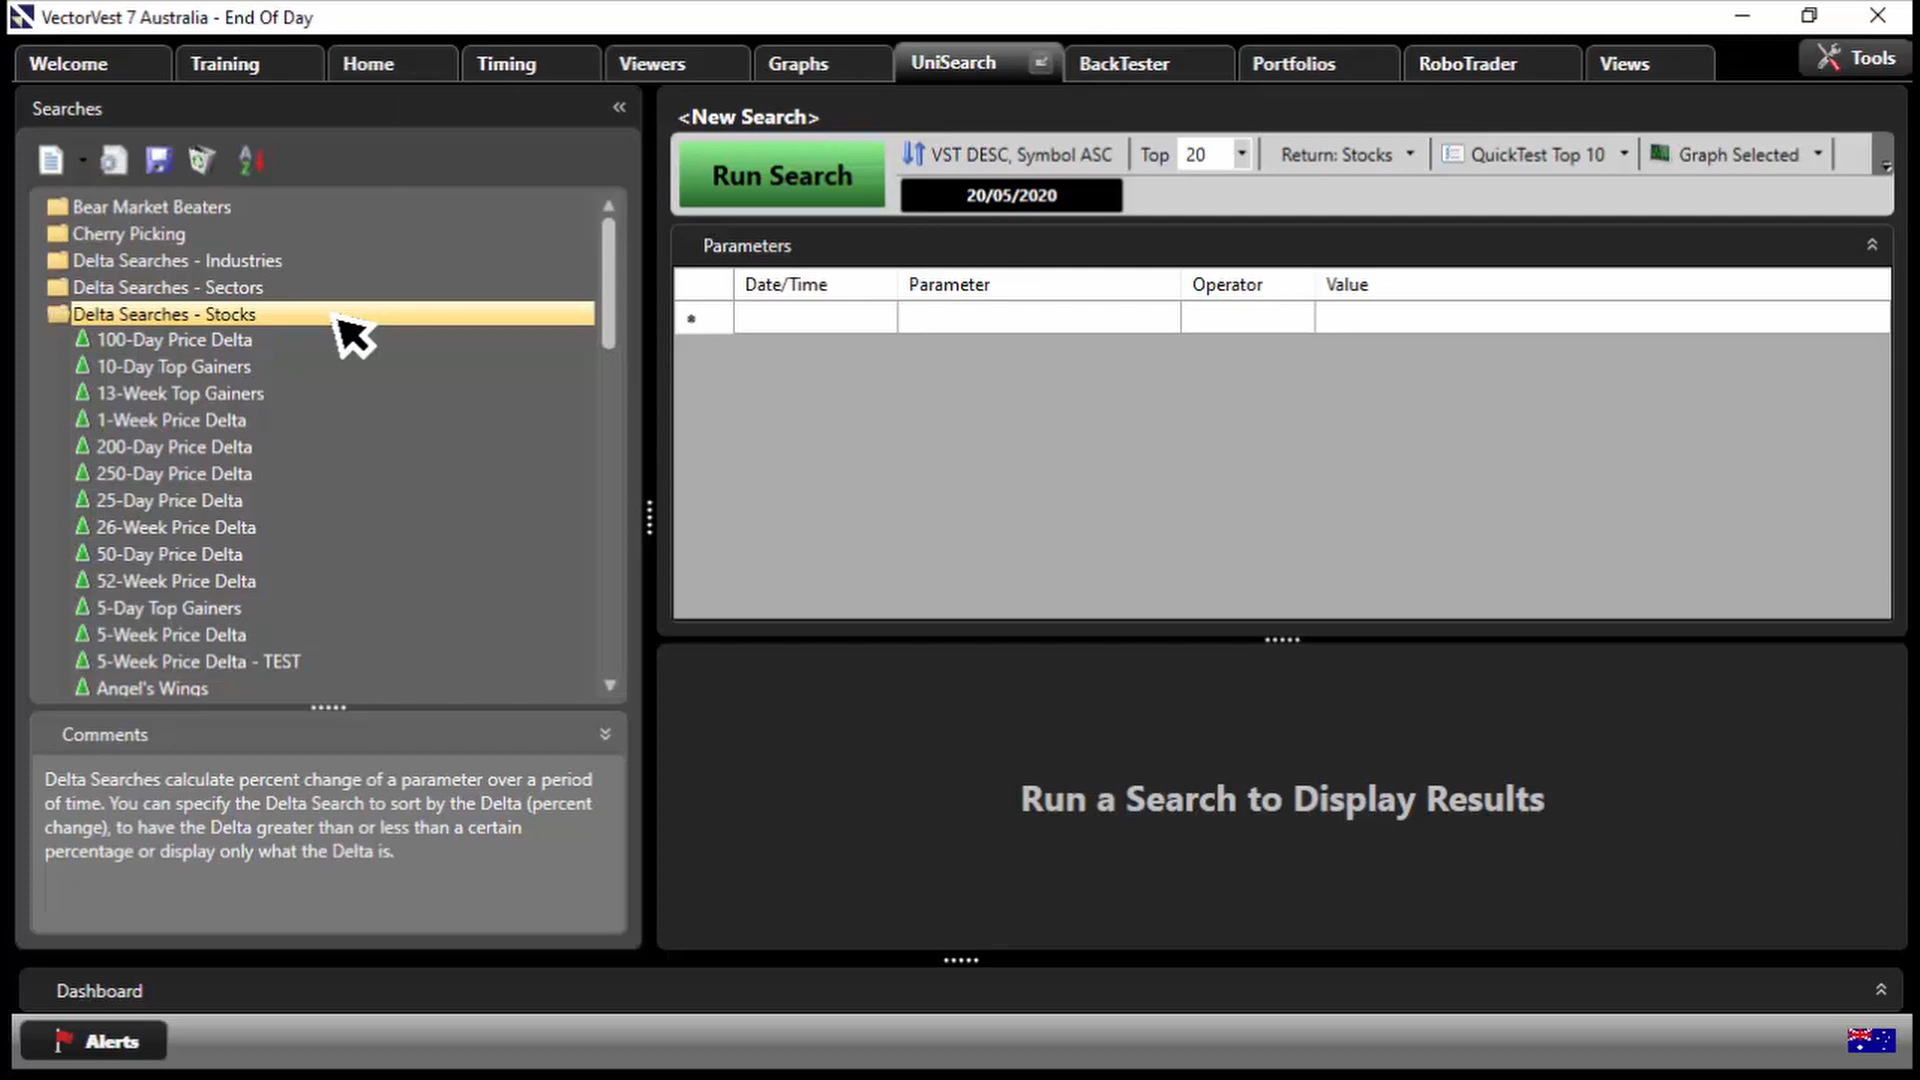 VectorVest 7 Australia - End Of Day
Welcome
Training
Home
Timing
Viewers
Graphs
UniSearch
BackTester
Portfolios
RoboTrader
Views
Tools
Searches
<New Search>
Run Search
VST DESC, Symbol ASC
Top 20
Return: Stocks
QuickTest Top 10
Graph Selected
20/05/2020
Bear Market Beaters
Cherry Picking
Delta Searches - Industries
Delta Searches - Sectors
Delta Searches - Stocks
100-Day Price Delta
10-Day Top Gainers
13-Week Top Gainers
1-Week Price Delta
200-Day Price Delta
250-Day Price Delta
25-Day Price Delta
26-Week Price Delta
50-Day Price Delta
52-Week Price Delta
5-Day Top Gainers
5-Week Price Delta
5-Week Price Delta - TEST
Angel's Wings
Parameters
Date/Time Parameter Operator Value
Comments
Delta Searches calculate percent change of a parameter over a period
of time. You can specify the Delta Search to sort by the Delta (percent
change), to have the Delta greater than or less than a certain
percentage or display only what the Delta is.
Run a Search to Display Results
Dashboard
Alerts